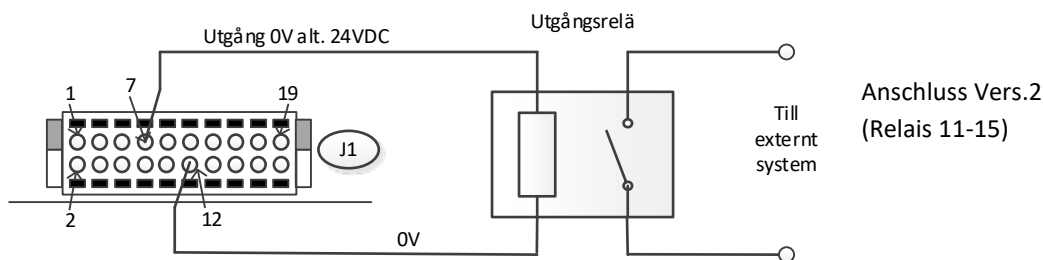 Utgångsrelä
Utgång 0V alt. 24VDC
1
7
19
J1
Till
externt
system
Anschluss Vers.2
(Relais 11-15)
2
12
0V